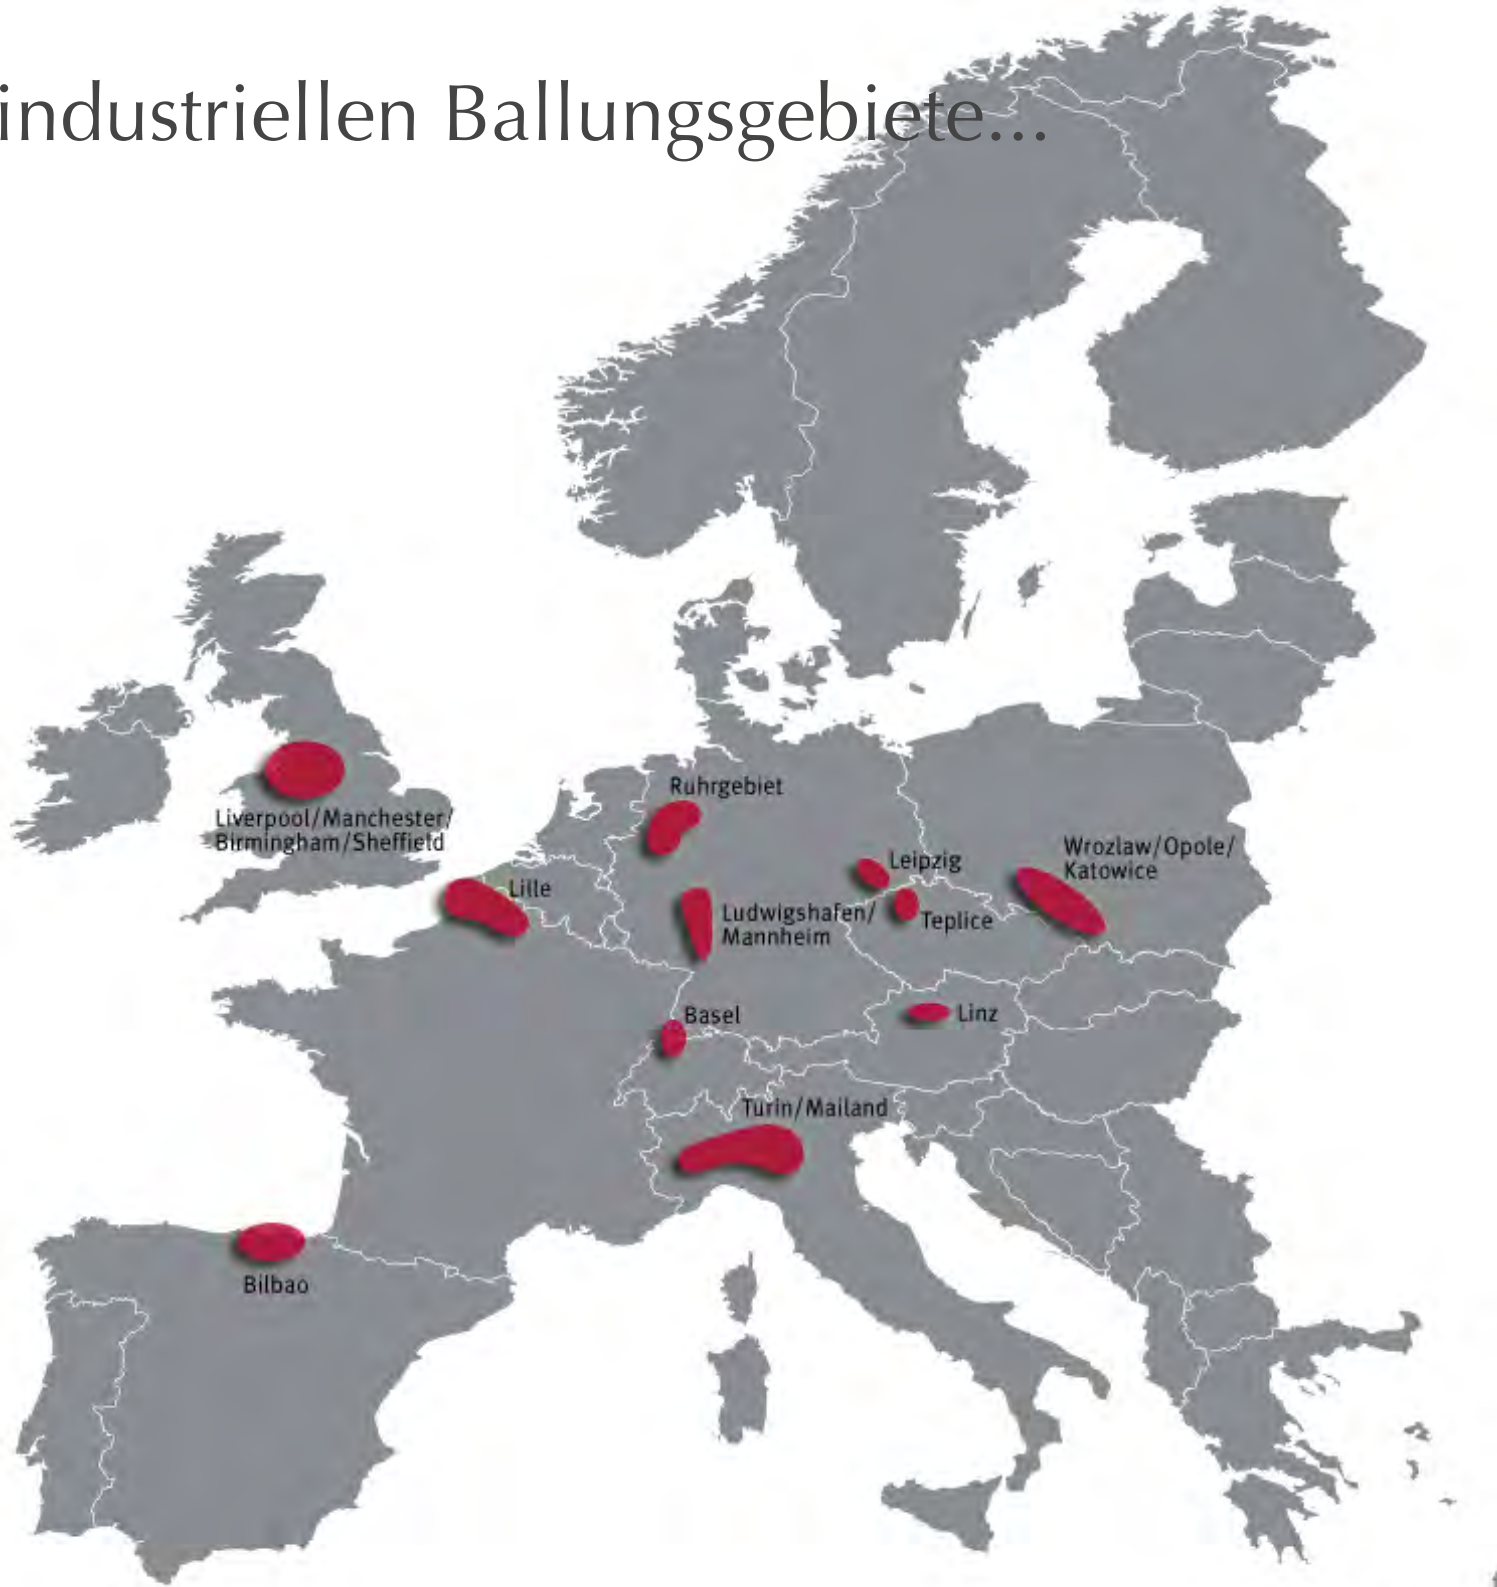 industriellen Ballungsgebiete...
Ruhrgebiet
Liverpool/Manchester/
Birmingham/Sheffield
Wrozlaw/Opole/
Katowice
Leipzig
Lille
Ludwigshafen/
Mannheim
Teplice
Basel
Linz
Turin/Mailand
Bilbao